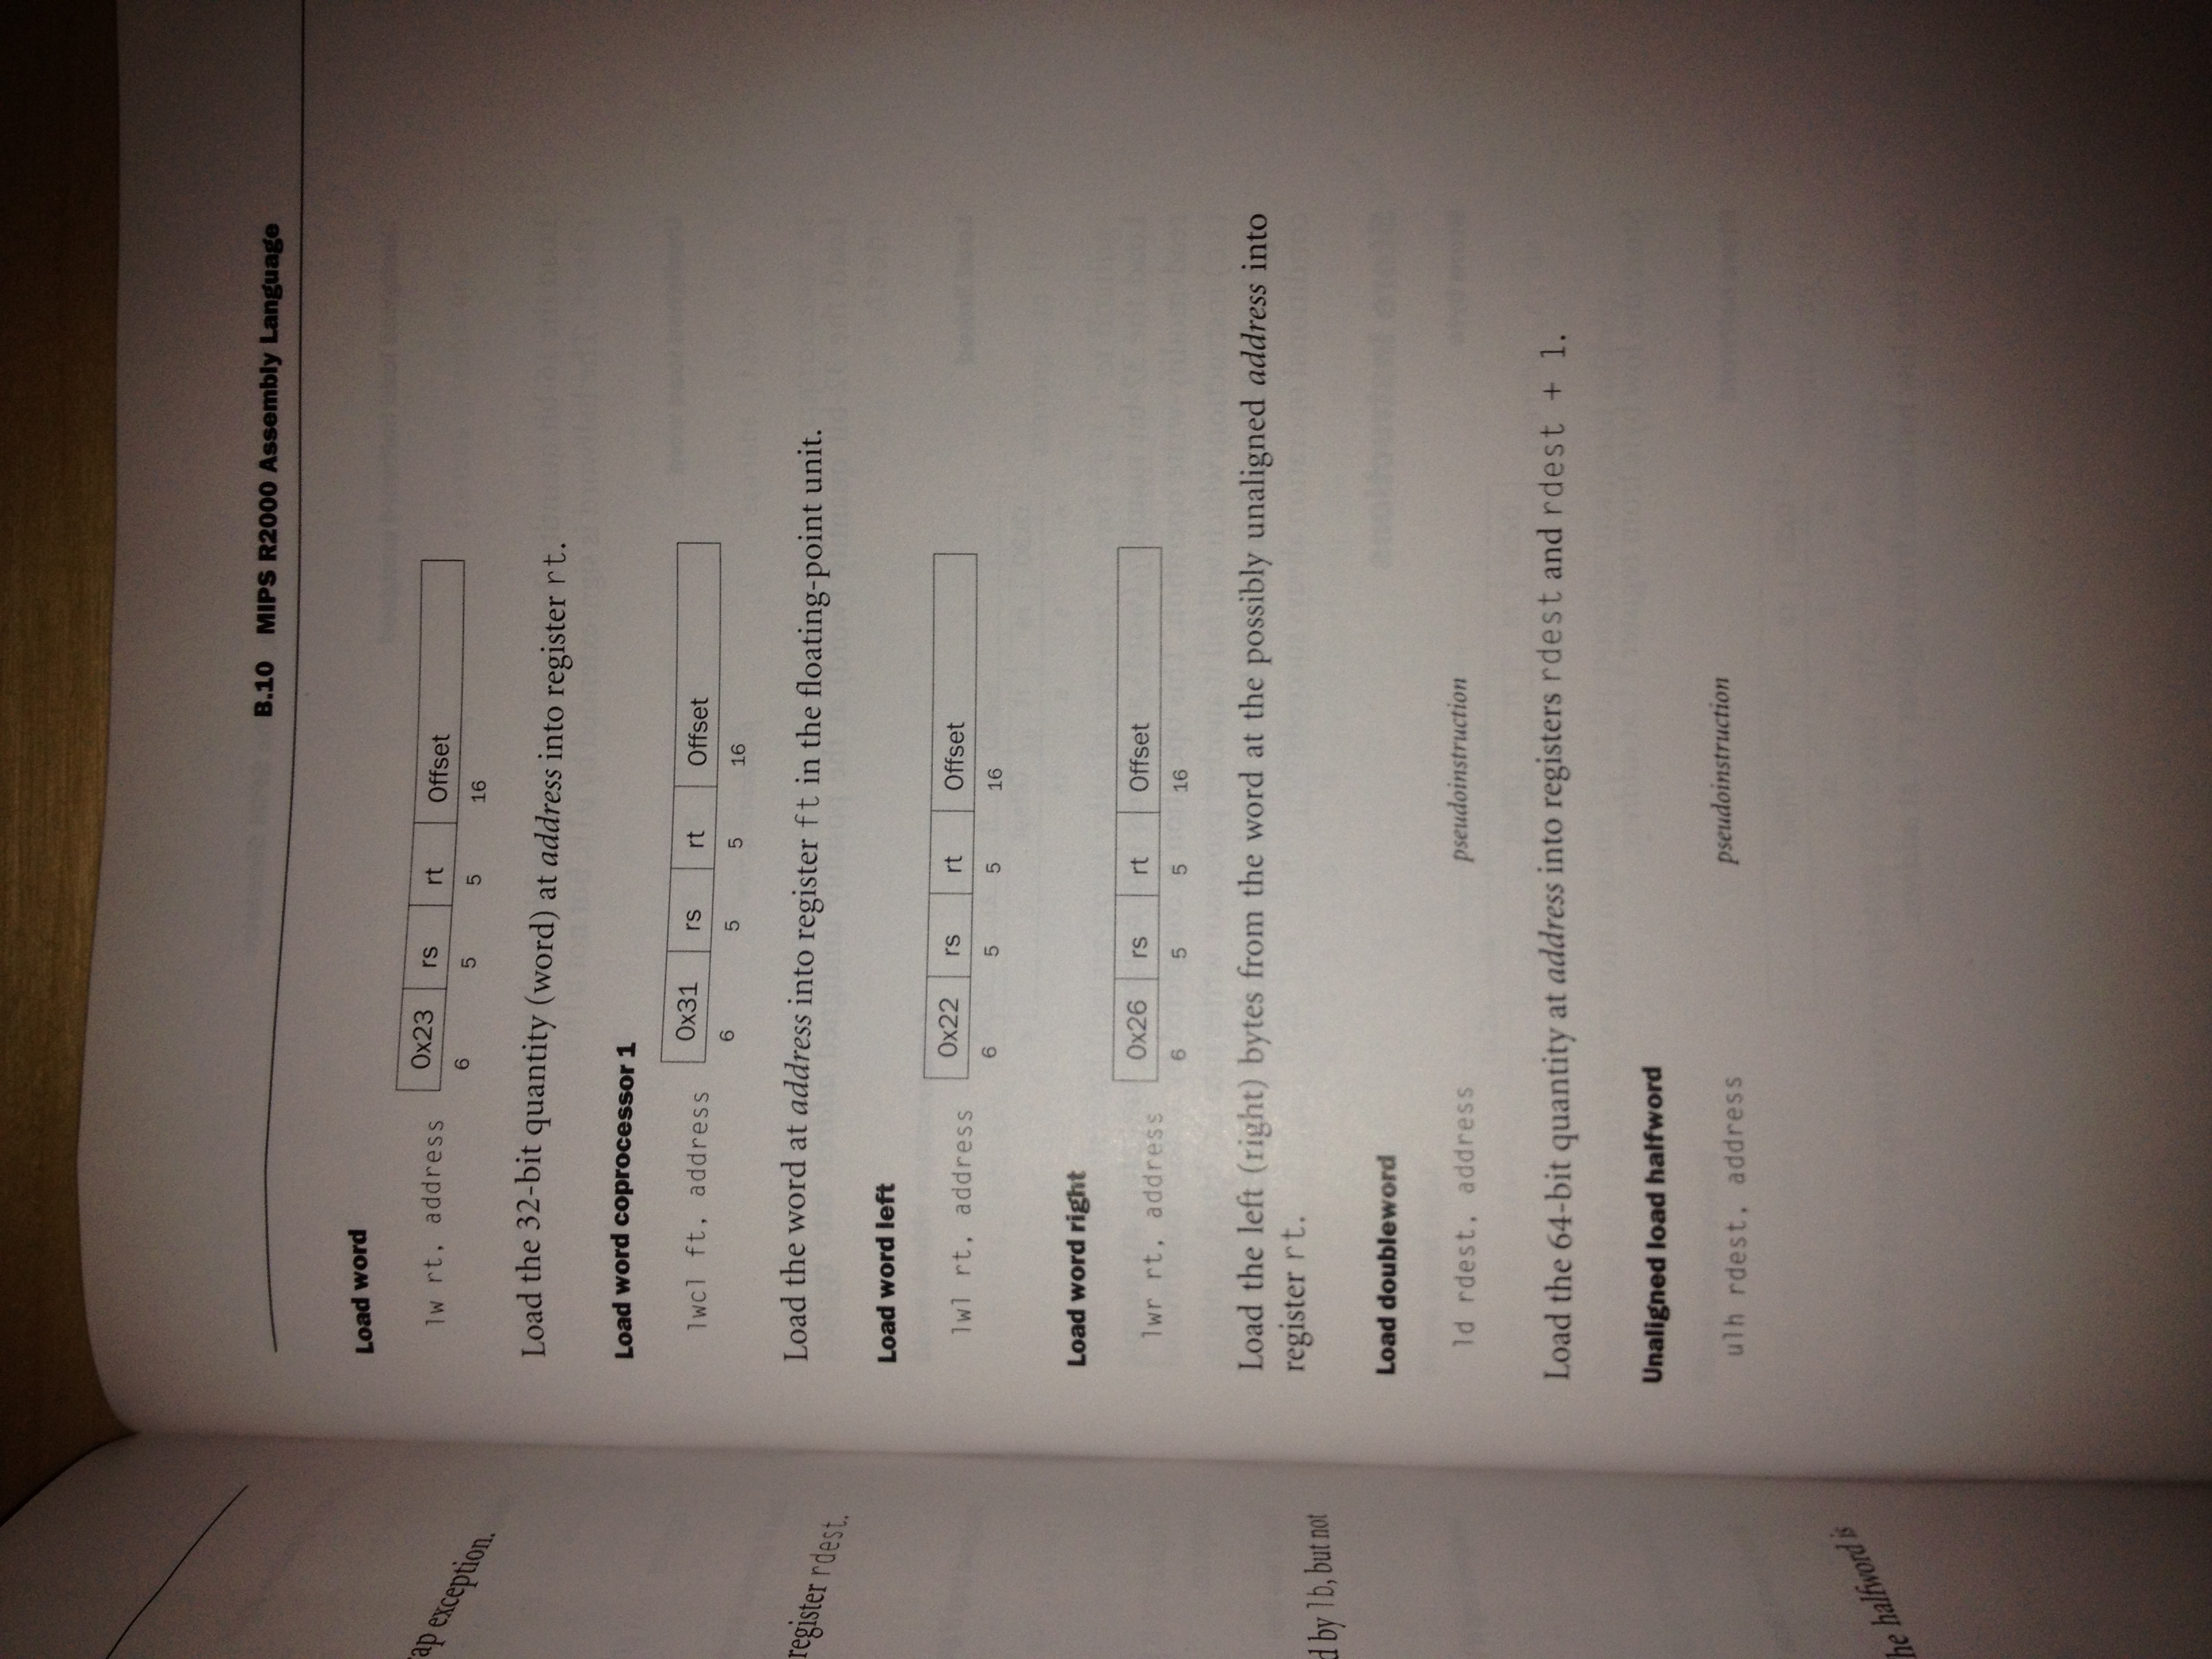 ap exception.
register rdest.
d by lb, but not
he halfword is
B.10 MIPS R2000 Assembly Language
Load word
lw rt, address 0x23 rs rt Offset
6 5 5 16
Load the 32-bit quantity (word) at address into register rt.
Load word coprocessor 1
lwcl ft, address 0x31 rs rt Offset
6 5 5 16
Load the word at address into register ft in the floating-point unit.
Load word left
lwl rt, address 0x22 rs rt Offset
6 5 5 16
Load word right
lwr rt, address 0x26 rs rt Offset
6 5 5 16
Load the left (right) bytes from the word at the possibly unaligned address into
register rt.
Load doubleword
ld rdest, address pseudoinstruction
Load the 64-bit quantity at address into registers rdest and rdest + 1.
Unaligned load halfword
ulh rdest, address pseudoinstruction